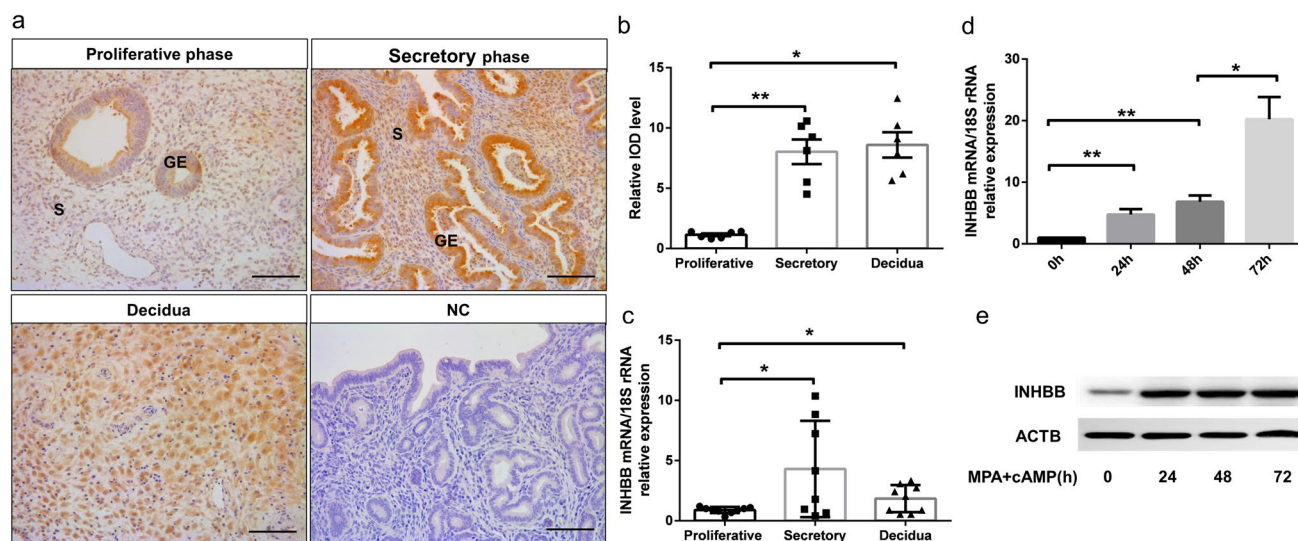 a
Proliferative phase
Secretory phase
GE
S
S
GE
Decidua
NC
b
Relative IOD level
15
10
5
0
*
**
Proliferative
Secretory
Decidua
c
INHBB mRNA/18S rRNA
relative expression
15
10
5
0
*
*
Proliferative
Secretory
Decidua
d
INHBB mRNA/18S rRNA
relative expression
30
20
10
0
*
**
**
0h
24h
48h
72h
e
INHBB
ACTB
MPA+cAMP(h) 0 24 48 72